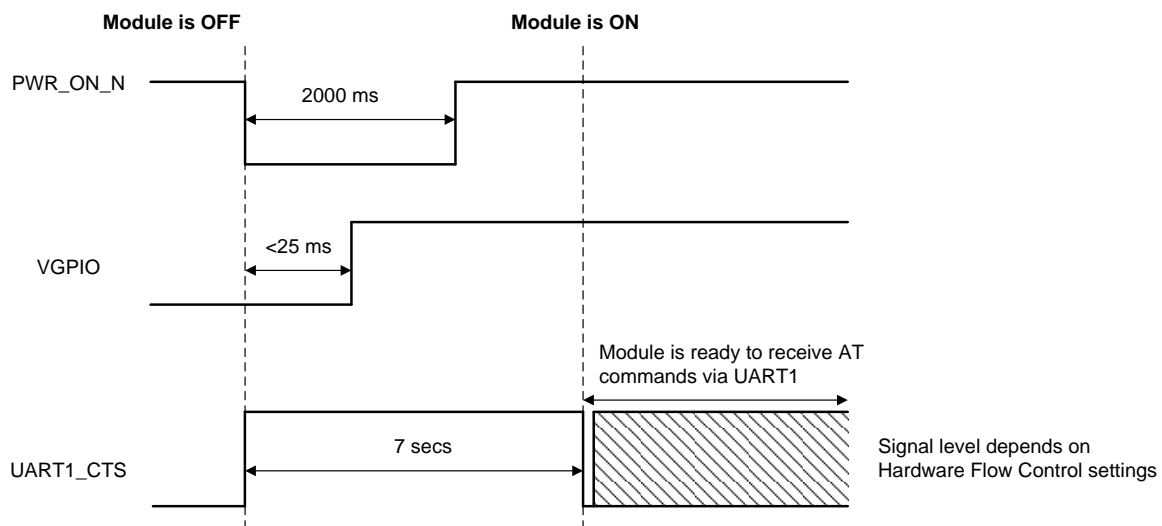 Module is OFF
Module is ON
PWR_ON_N
2000 ms
<25 ms
VGPIO
Module is ready to receive AT
commands via UART1
7 secs
UART1_CTS
Signal level depends on
Hardware Flow Control settings